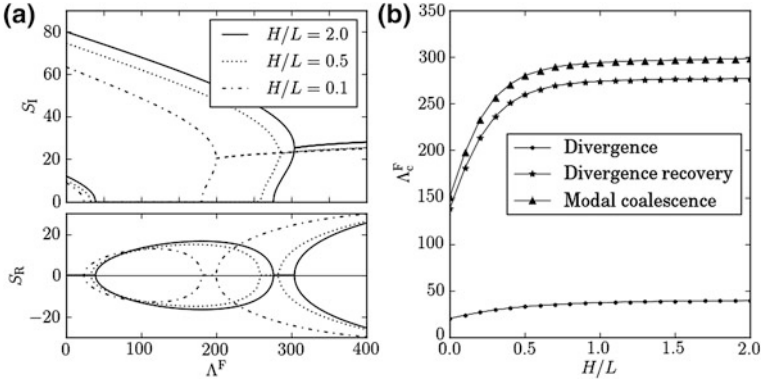 (a)
80
60
40
20
0
S_I
H/L = 2.0
H/L = 0.5
H/L = 0.1
20
0
−20
S_R
0 100 200 300 400
Λ^F
(b)
350
300
250
200
150
100
50
0
Λ_c^F
Divergence
Divergence recovery
Modal coalescence
0.0 0.5 1.0 1.5 2.0
H/L